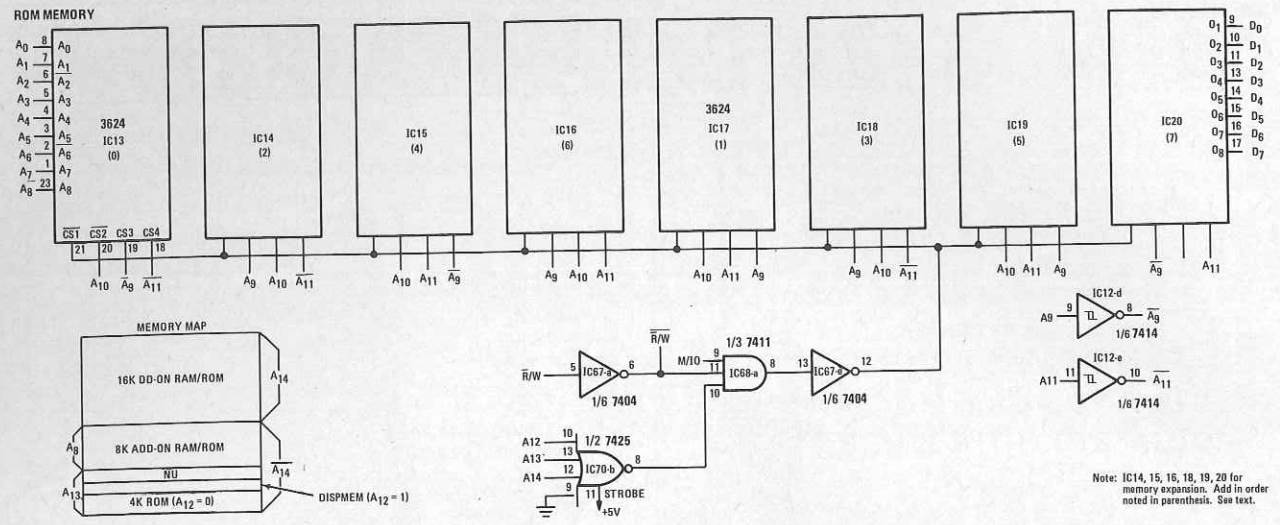 ROM MEMORY
A0 8 A0
A1 7 A1
A2 6 A2
A3 5 A3
A4 4 A4
A5 3 A5
A6 2 A6
A7 1 A7
A8 23 A8
3624
IC13
(0)
CS1 CS2 CS3 CS4
21 20 19 18
A10 A9 A11
IC14
(2)
A9 A10 A11
IC15
(4)
A10 A11 A9
IC16
(6)
A9 A10 A11
3624
IC17
(1)
A10 A11 A9
IC18
(3)
A9 A10 A11
IC19
(5)
A10 A11 A9
IC20
(7)
A9 A11
O1 9 D0
O2 10 D1
O3 11 D2
O4 13 D3
O5 14 D4
O6 15 D5
O7 16 D6
O8 17 D7
MEMORY MAP
16K DD-ON RAM/ROM
A14
8K ADD-ON RAM/ROM
A8
A14
NU
A13
4K ROM (A12 = 0)
DISPMEM (A12 = 1)
R/W
R/W 5 IC67-a 6
1/6 7404
1/3 7411
M/IO 9
11 IC68-a 8
10
13 IC67-e 12
1/6 7404
1/2 7425
A12 10
A13 13
A14 12
9
IC70-b 8
11 STROBE
+5V
IC12-d
A9 9 8 A9
1/6 7414
IC12-e
A11 11 10 A11
1/6 7414
Note: IC14, 15, 16, 18, 19, 20 for
memory expansion. Add in order
noted in parenthesis. See text.